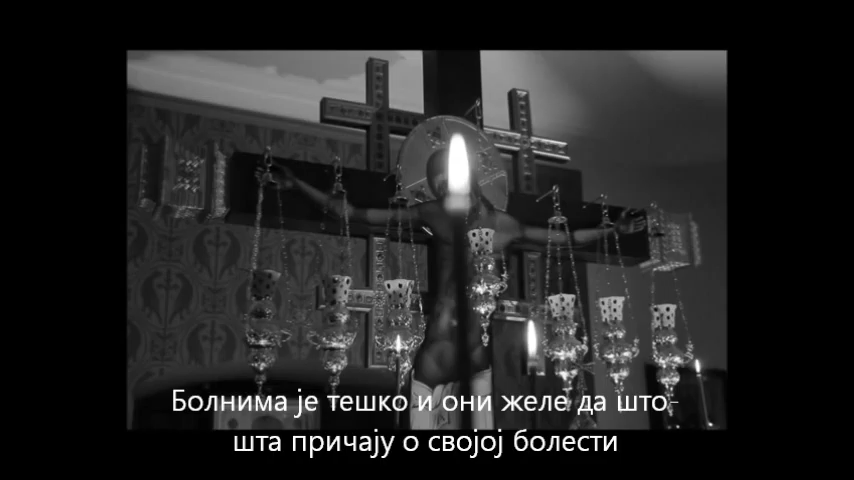 Болнима је тешко и они желе да што-
шта причају о својој болести